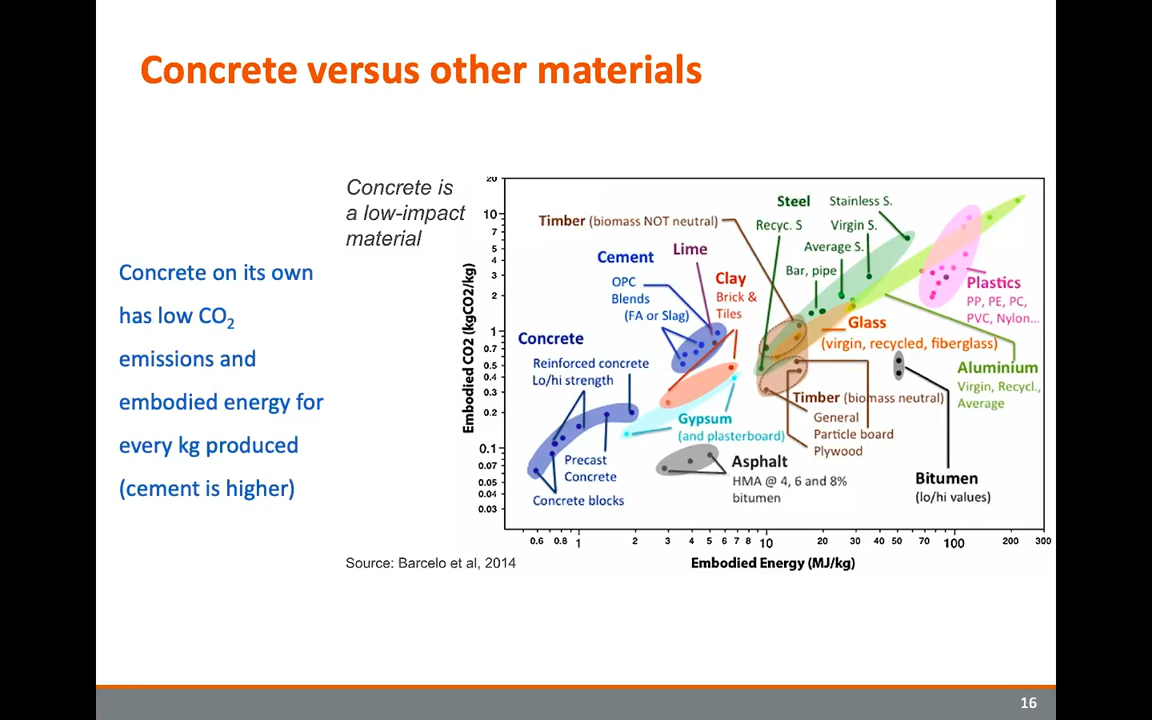 Concrete versus other materials
Concrete is
a low-impact
material
Concrete on its own
has low CO2
emissions and
embodied energy for
every kg produced
(cement is higher)
Embodied CO2 (kgCO2/kg)
20
10
7
5
4
3
2
1
0.7
0.5
0.4
0.3
0.2
0.1
0.07
0.05
0.04
0.03
Timber (biomass NOT neutral)
Steel
Stainless S.
Recyc. S
Virgin S.
Average S.
Bar, pipe
Cement
OPC
Blends
(FA or Slag)
Lime
Clay
Brick &
Tiles
Concrete
Reinforced concrete
Lo/hi strength
Precast
Concrete
Concrete blocks
Gypsum
(and plasterboard)
Asphalt
HMA @ 4, 6 and 8%
bitumen
Glass
(virgin, recycled, fiberglass)
Timber (biomass neutral)
General
Particle board
Plywood
Plastics
PP, PE, PC,
PVC, Nylon...
Aluminium
Virgin, Recycl.,
Average
Bitumen
(lo/hi values)
0.6 0.8 1 2 3 4 5 6 7 8 10 20 30 40 50 70 100 200 300
Embodied Energy (MJ/kg)
Source: Barcelo et al, 2014
16